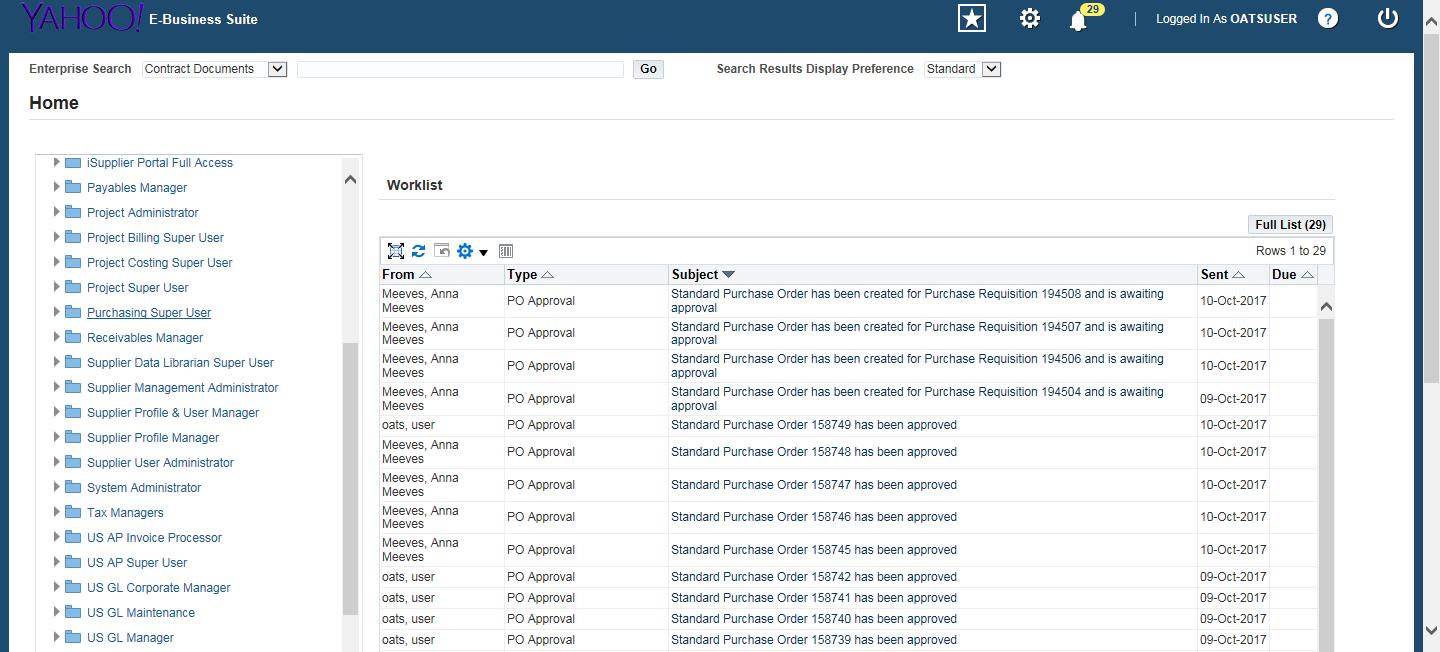 YAHOO! E-Business Suite
29
Logged In As OATSUSER
?
Enterprise Search Contract Documents Go Search Results Display Preference Standard
Home
iSupplier Portal Full Access
Payables Manager
Project Administrator
Project Billing Super User
Project Costing Super User
Project Super User
Purchasing Super User
Receivables Manager
Supplier Data Librarian Super User
Supplier Management Administrator
Supplier Profile & User Manager
Supplier Profile Manager
Supplier User Administrator
System Administrator
Tax Managers
US AP Invoice Processor
US AP Super User
US GL Corporate Manager
US GL Maintenance
US GL Manager
Worklist
Full List (29)
Rows 1 to 29
From Type Subject Sent Due
Meeves, Anna
Meeves
PO Approval
Standard Purchase Order has been created for Purchase Requisition 194508 and is awaiting
approval
10-Oct-2017
Meeves, Anna
Meeves
PO Approval
Standard Purchase Order has been created for Purchase Requisition 194507 and is awaiting
approval
10-Oct-2017
Meeves, Anna
Meeves
PO Approval
Standard Purchase Order has been created for Purchase Requisition 194506 and is awaiting
approval
10-Oct-2017
Meeves, Anna
Meeves
PO Approval
Standard Purchase Order has been created for Purchase Requisition 194504 and is awaiting
approval
09-Oct-2017
oats, user PO Approval Standard Purchase Order 158749 has been approved 10-Oct-2017
Meeves, Anna
Meeves
PO Approval Standard Purchase Order 158748 has been approved 10-Oct-2017
Meeves, Anna
Meeves
PO Approval Standard Purchase Order 158747 has been approved 10-Oct-2017
Meeves, Anna
Meeves
PO Approval Standard Purchase Order 158746 has been approved 10-Oct-2017
Meeves, Anna
Meeves
PO Approval Standard Purchase Order 158745 has been approved 10-Oct-2017
oats, user PO Approval Standard Purchase Order 158742 has been approved 09-Oct-2017
oats, user PO Approval Standard Purchase Order 158741 has been approved 09-Oct-2017
oats, user PO Approval Standard Purchase Order 158740 has been approved 09-Oct-2017
oats, user PO Approval Standard Purchase Order 158739 has been approved 09-Oct-2017